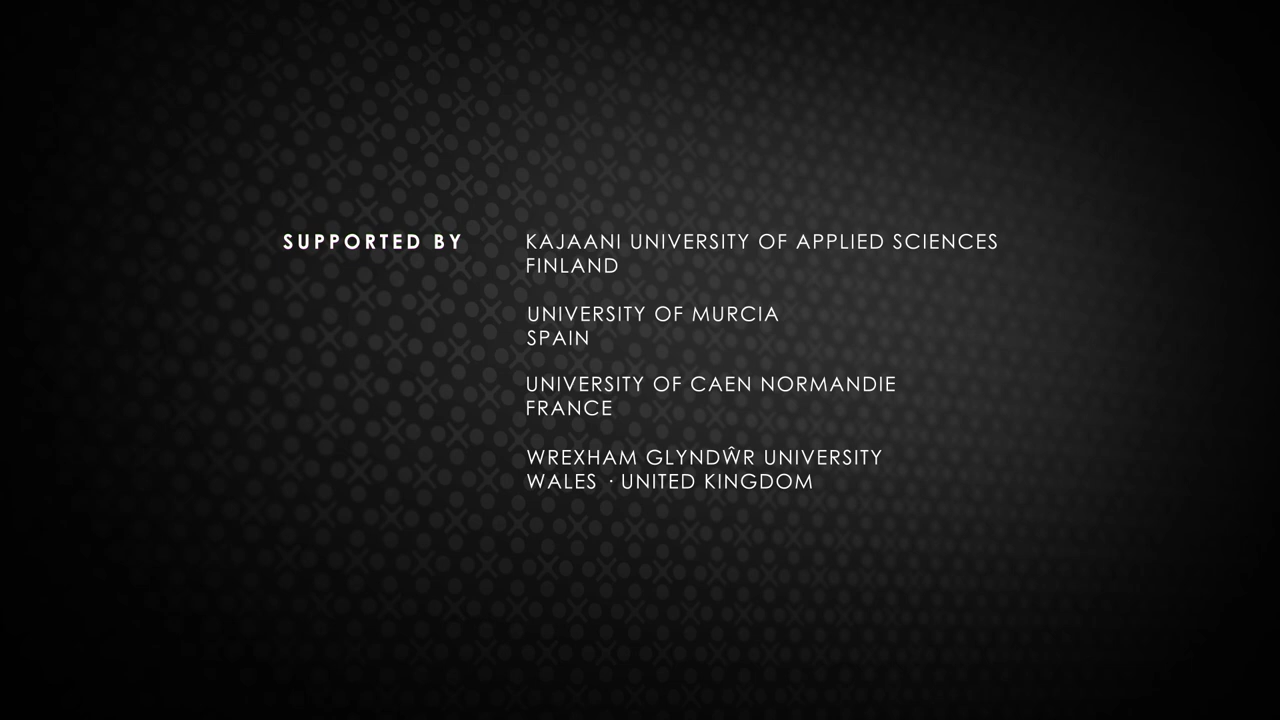 SUPPORTED BY
KAJAANI UNIVERSITY OF APPLIED SCIENCES
FINLAND
UNIVERSITY OF MURCIA
SPAIN
UNIVERSITY OF CAEN NORMANDIE
FRANCE
WREXHAM GLYNDŴR UNIVERSITY
WALES · UNITED KINGDOM